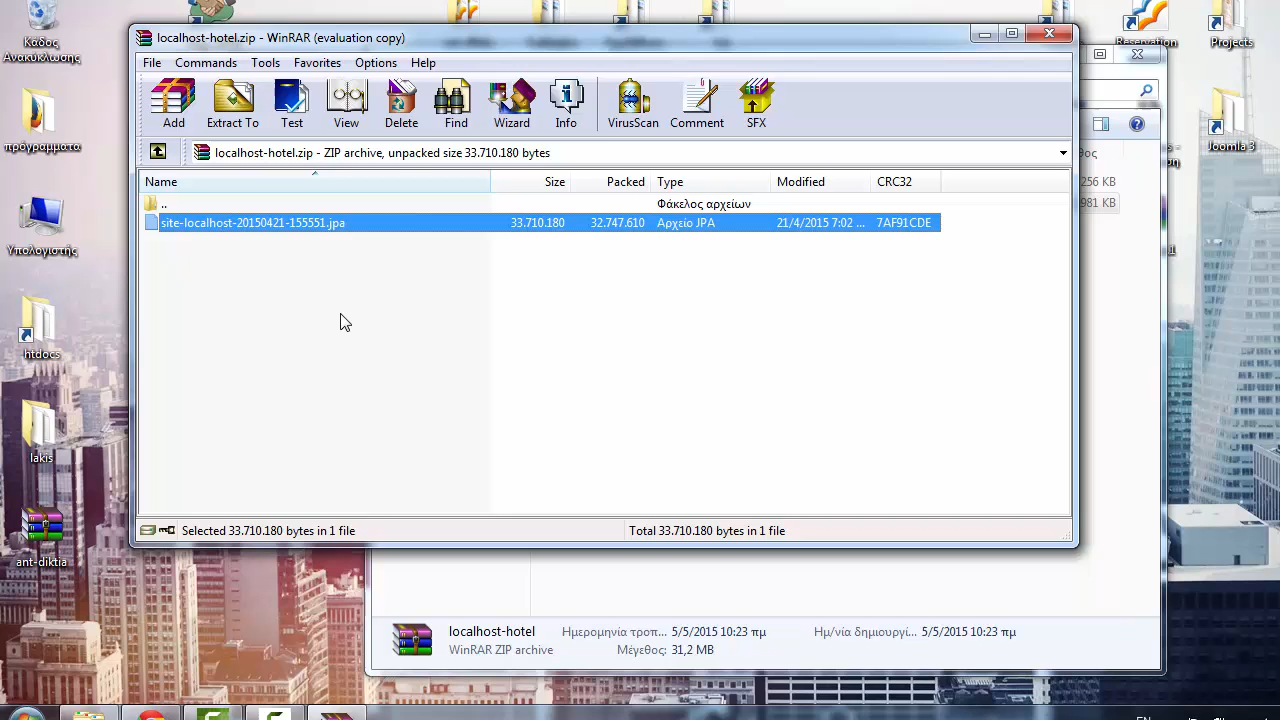 Κάδος
Ανακύκλωσης
προγραμματα
Υπολογιστής
htdocs
lakis
ant-diktia
Reservation
Projects
Joomla 3
localhost-hotel.zip - WinRAR (evaluation copy)
File Commands Tools Favorites Options Help
Add Extract To Test View Delete Find Wizard Info VirusScan Comment SFX
localhost-hotel.zip - ZIP archive, unpacked size 33.710.180 bytes
Name Size Packed Type Modified CRC32
.. Φάκελος αρχείων
site-localhost-20150421-155551.jpa 33.710.180 32.747.610 Αρχείο JPA 21/4/2015 7:02 ... 7AF91CDE
Selected 33.710.180 bytes in 1 file Total 33.710.180 bytes in 1 file
256 KB
981 KB
localhost-hotel Ημερομηνία τροπ... 5/5/2015 10:23 πμ Ημ/νία δημιουργί... 5/5/2015 10:23 πμ
WinRAR ZIP archive Μέγεθος: 31,2 MB